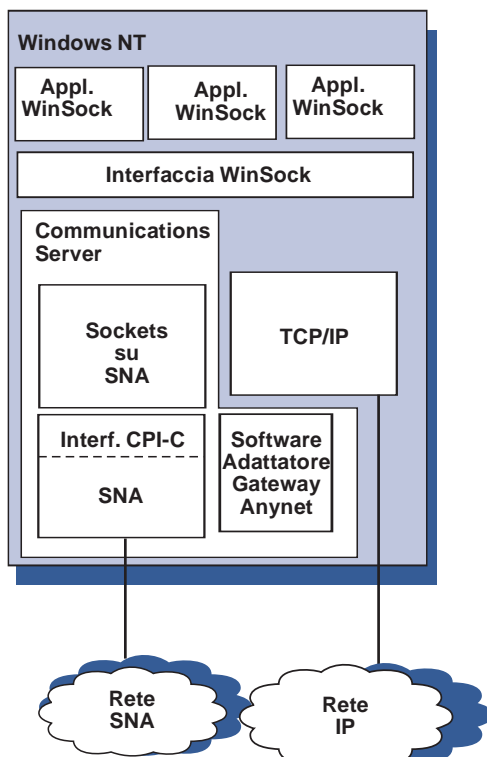 Windows NT
Appl.
WinSock
Appl.
WinSock
Appl.
WinSock
Interfaccia WinSock
Communications
Server
Sockets
su
SNA
TCP/IP
Interf. CPI-C
SNA
Software
Adattatore
Gateway
Anynet
Rete
SNA
Rete
IP